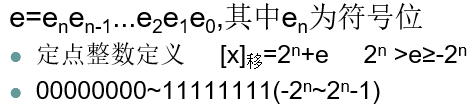 e=eₙeₙ₋₁...e₂e₁e₀,其中eₙ为符号位
定点整数定义 [x]移=2ⁿ+e 2ⁿ >e≥-2ⁿ
00000000~11111111(-2ⁿ~2ⁿ-1)